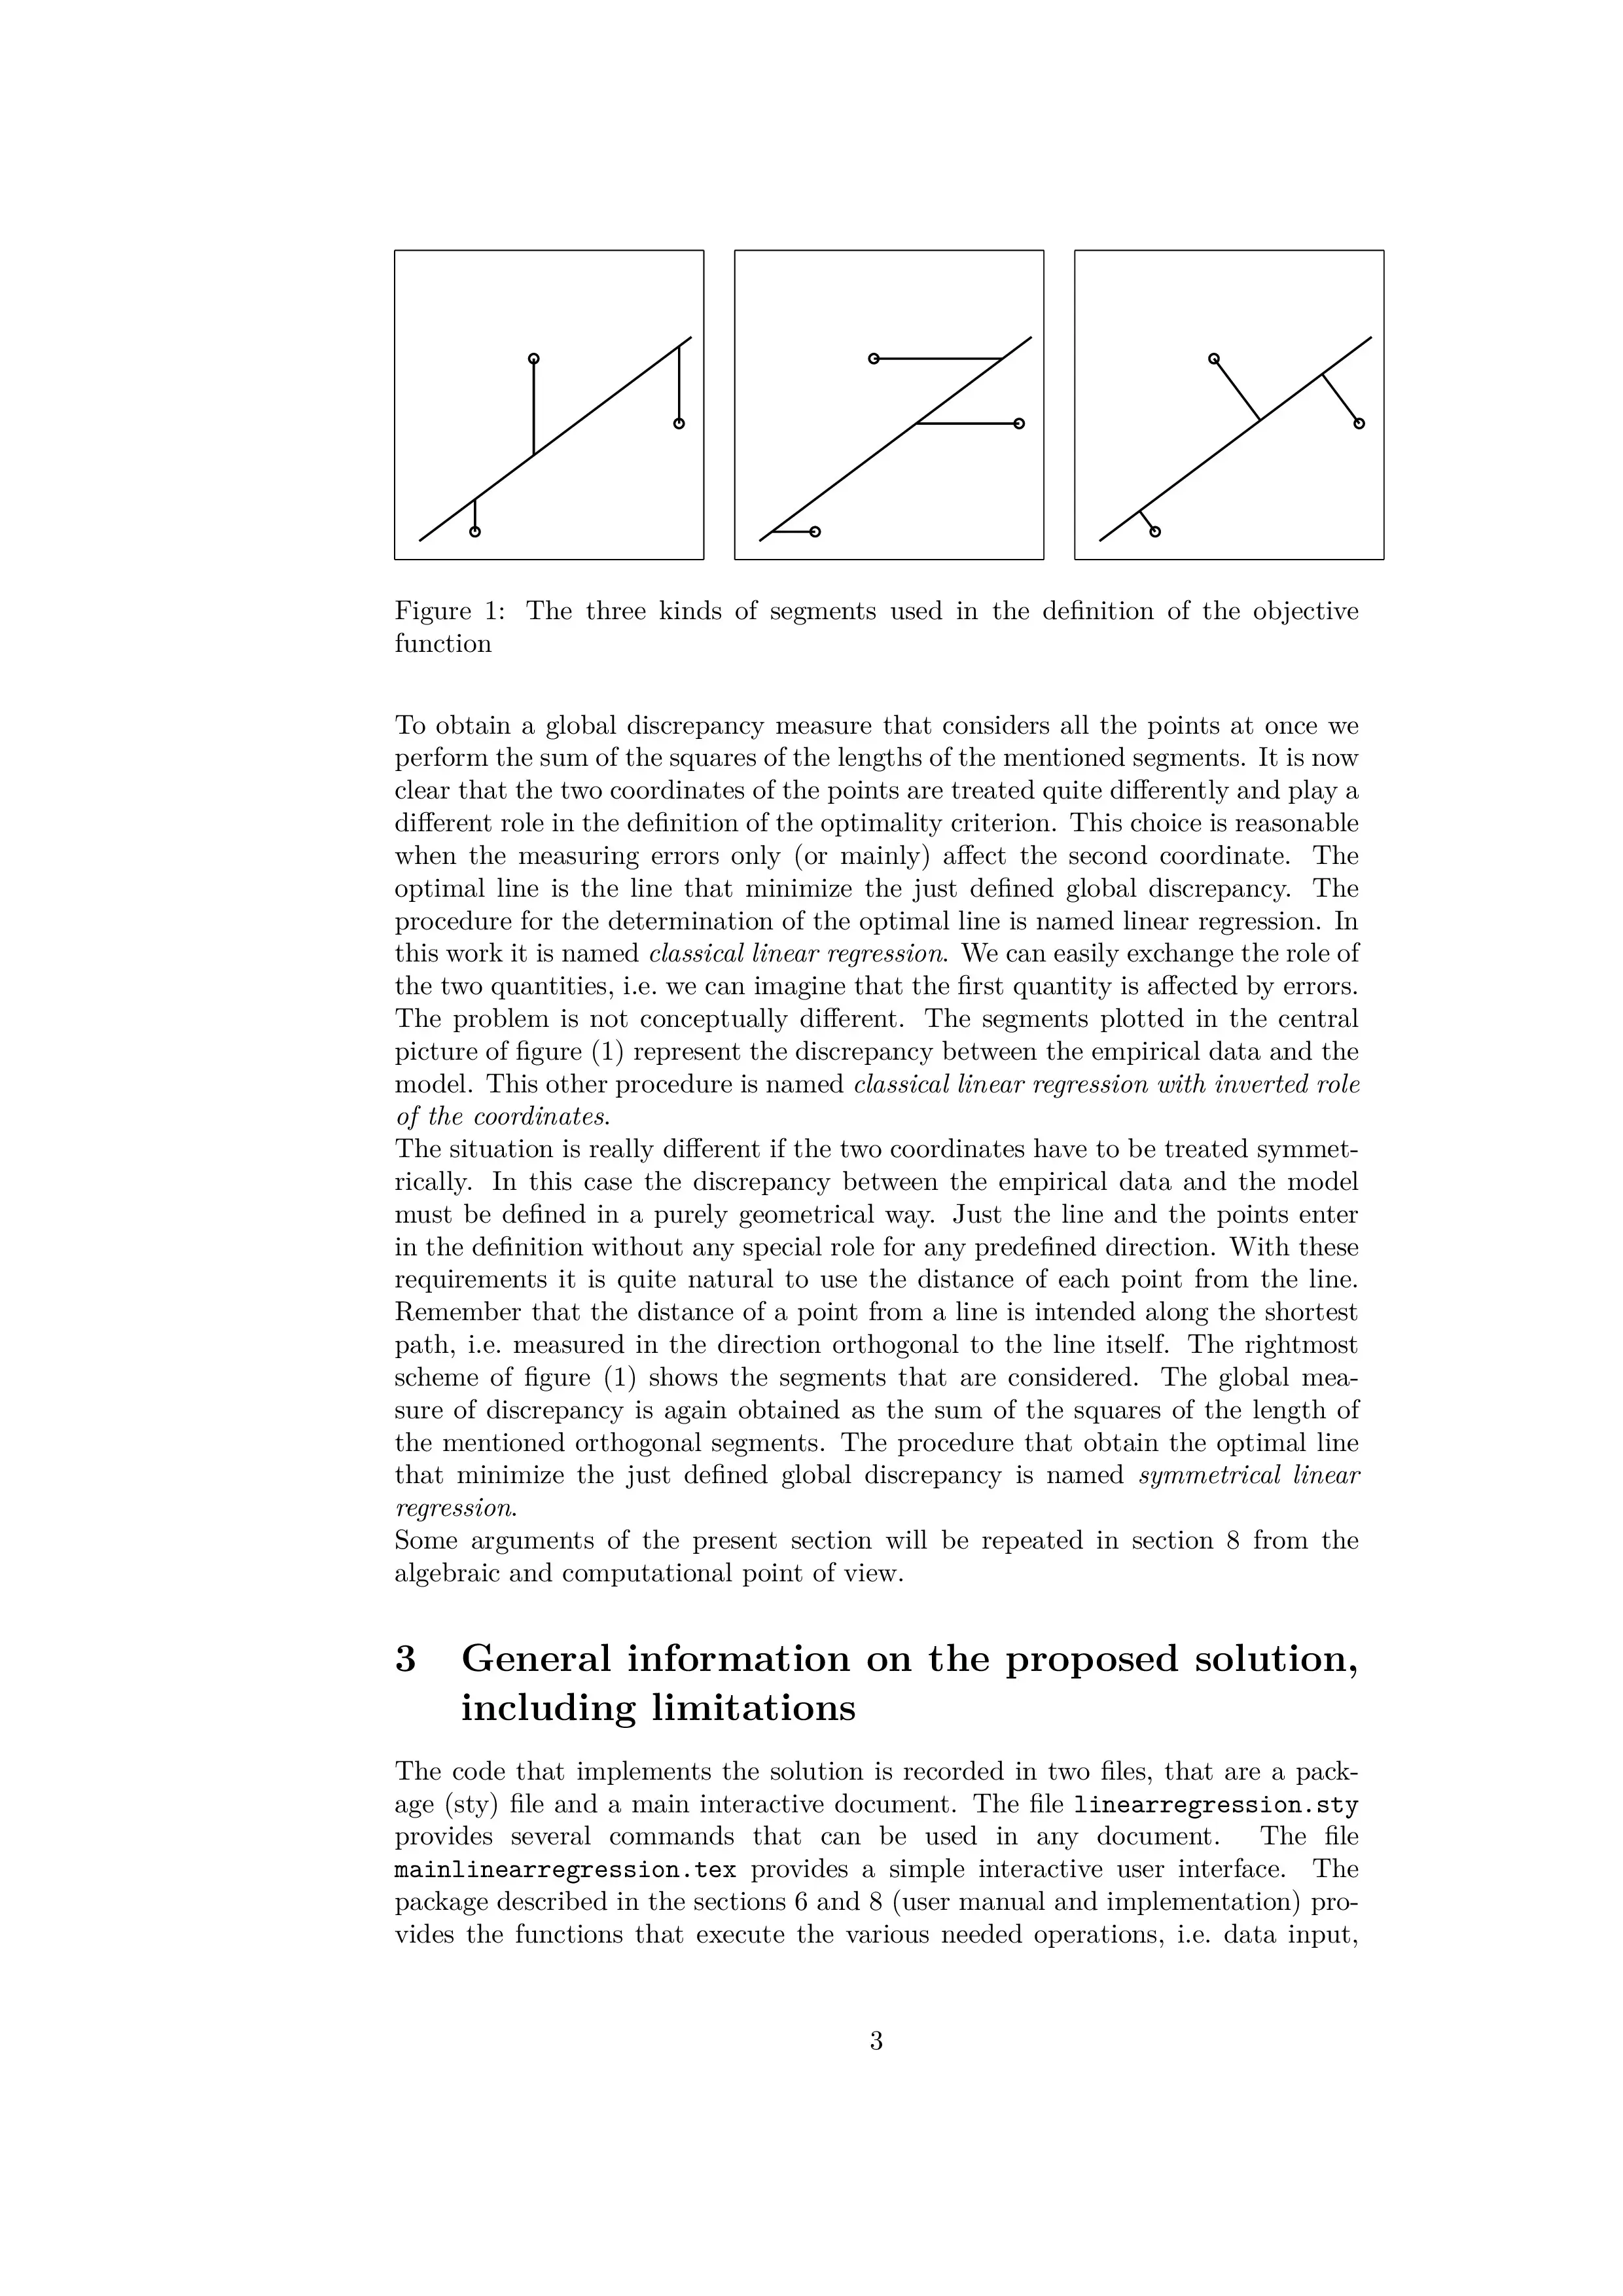 Figure 1: The three kinds of segments used in the definition of the objective
function
To obtain a global discrepancy measure that considers all the points at once we
perform the sum of the squares of the lengths of the mentioned segments. It is now
clear that the two coordinates of the points are treated quite differently and play a
different role in the definition of the optimality criterion. This choice is reasonable
when the measuring errors only (or mainly) affect the second coordinate. The
optimal line is the line that minimize the just defined global discrepancy. The
procedure for the determination of the optimal line is named linear regression. In
this work it is named classical linear regression. We can easily exchange the role of
the two quantities, i.e. we can imagine that the first quantity is affected by errors.
The problem is not conceptually different. The segments plotted in the central
picture of figure (1) represent the discrepancy between the empirical data and the
model. This other procedure is named classical linear regression with inverted role
of the coordinates.
The situation is really different if the two coordinates have to be treated symmet-
rically. In this case the discrepancy between the empirical data and the model
must be defined in a purely geometrical way. Just the line and the points enter
in the definition without any special role for any predefined direction. With these
requirements it is quite natural to use the distance of each point from the line.
Remember that the distance of a point from a line is intended along the shortest
path, i.e. measured in the direction orthogonal to the line itself. The rightmost
scheme of figure (1) shows the segments that are considered. The global mea-
sure of discrepancy is again obtained as the sum of the squares of the length of
the mentioned orthogonal segments. The procedure that obtain the optimal line
that minimize the just defined global discrepancy is named symmetrical linear
regression.
Some arguments of the present section will be repeated in section 8 from the
algebraic and computational point of view.
3 General information on the proposed solution,
including limitations
The code that implements the solution is recorded in two files, that are a pack-
age (sty) file and a main interactive document. The file linearregression.sty
provides several commands that can be used in any document. The file
mainlinearregression.tex provides a simple interactive user interface. The
package described in the sections 6 and 8 (user manual and implementation) pro-
vides the functions that execute the various needed operations, i.e. data input,
3